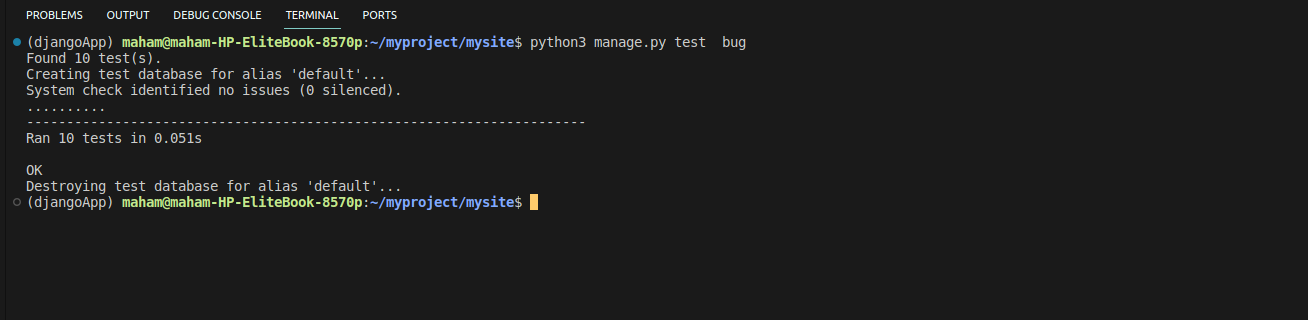 PROBLEMS OUTPUT DEBUG CONSOLE TERMINAL PORTS
(djangoApp) maham@maham-HP-EliteBook-8570p:~/myproject/mysite$ python3 manage.py test  bug
Found 10 test(s).
Creating test database for alias 'default'...
System check identified no issues (0 silenced).
..........
----------------------------------------------------------------------
Ran 10 tests in 0.051s

OK
Destroying test database for alias 'default'...
(djangoApp) maham@maham-HP-EliteBook-8570p:~/myproject/mysite$